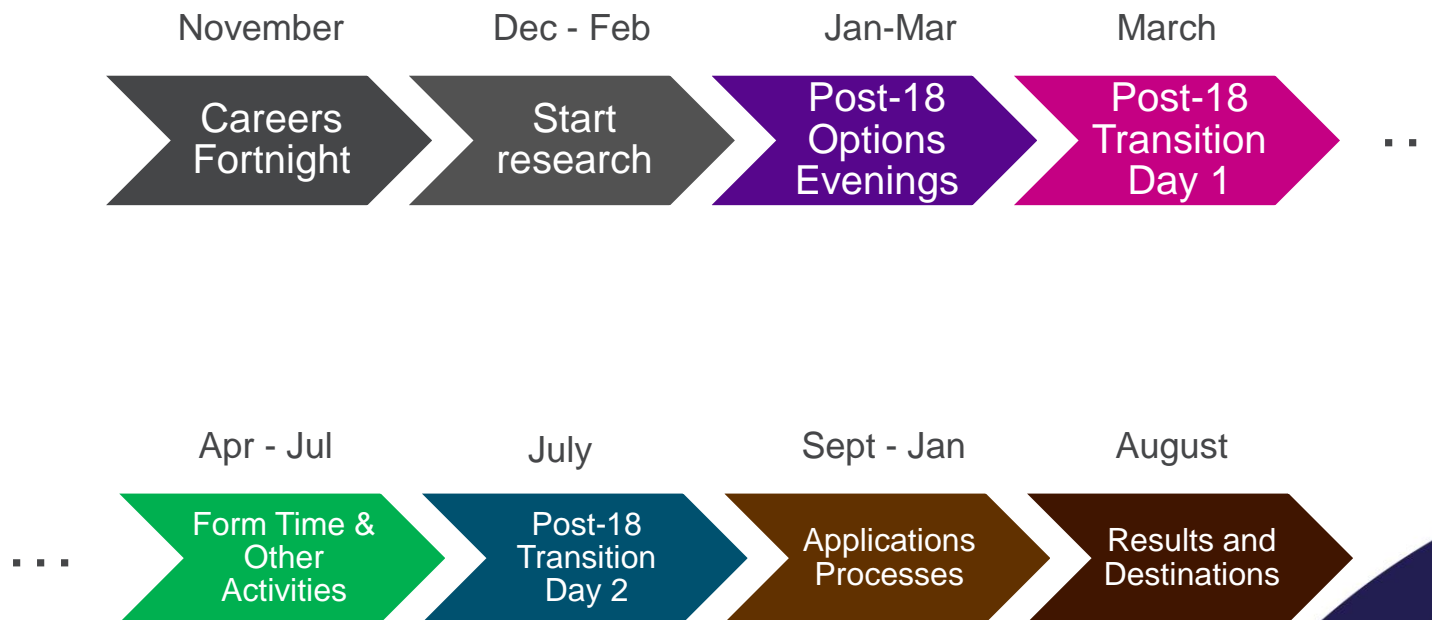 November
Dec - Feb
Jan-Mar
March
Careers
Fortnight
Start
research
Post-18
Options
Evenings
Post-18
Transition
Day 1
..
Apr - Jul
July
Sept - Jan
August
...
Form Time &
Other
Activities
Post-18
Transition
Day 2
Applications
Processes
Results and
Destinations